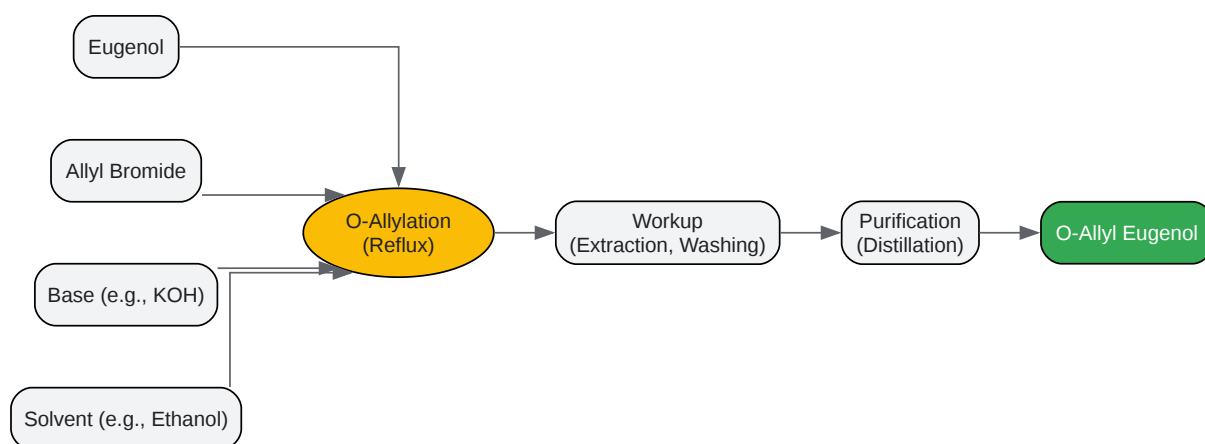 Eugenol
Allyl Bromide
Base (e.g., KOH)
Solvent (e.g., Ethanol)
O-Allylation
(Reflux)
Workup
(Extraction, Washing)
Purification
(Distillation)
O-Allyl Eugenol